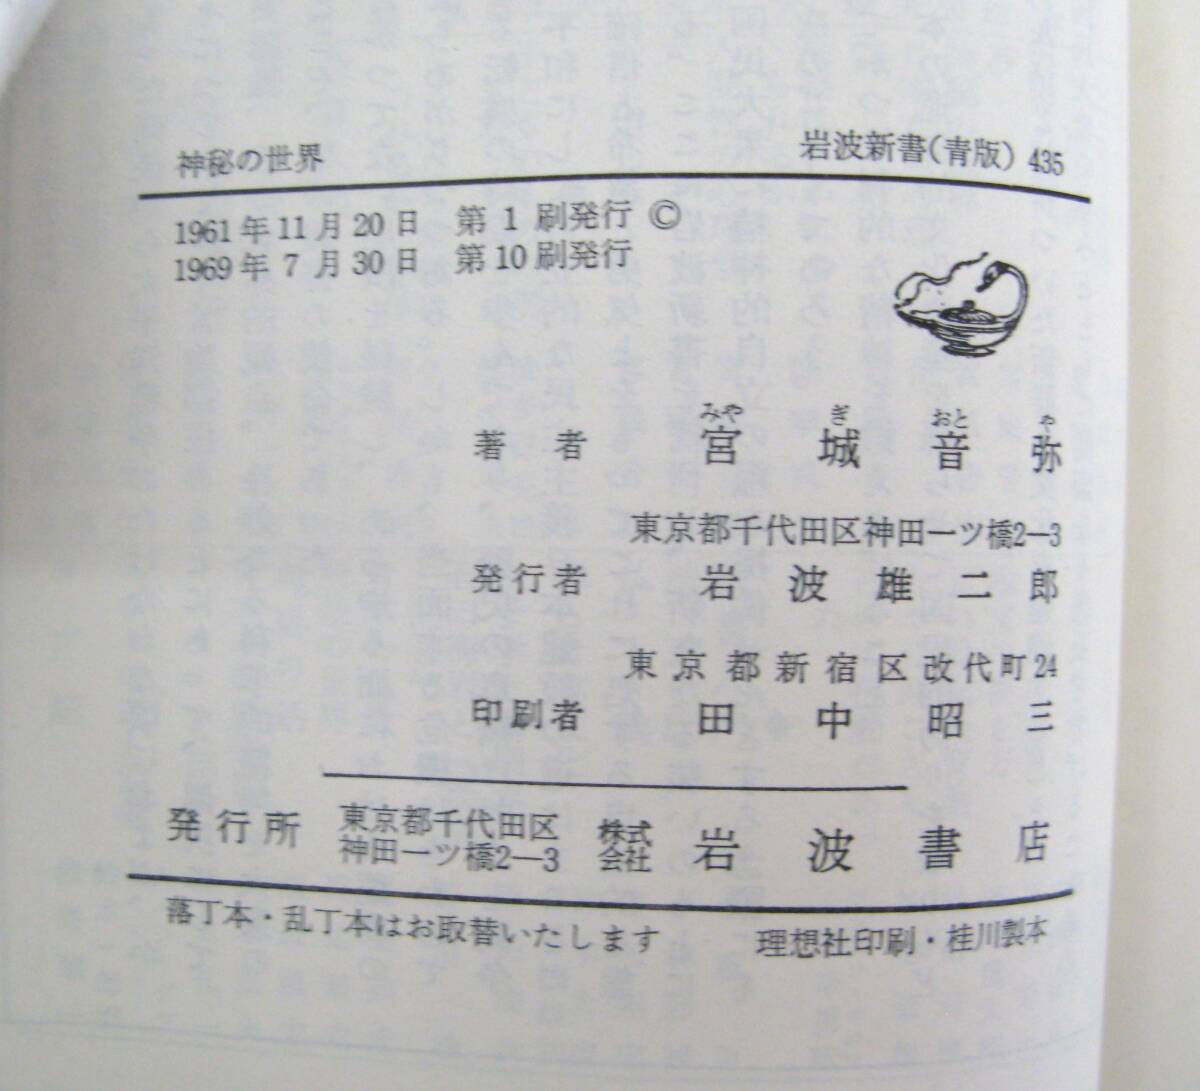 神秘の世界　岩波新書(青版) 435
1961年11月20日　第1刷発行 ©
1969年7月30日　第10刷発行
みや ぎ おと や
著者　宮城音弥
東京都千代田区神田一ツ橋2―3
発行者　岩波雄二郎
東京都新宿区改代町24
印刷者　田中昭三
発行所　東京都千代田区神田一ツ橋2―3　株式会社　岩波書店
落丁本・乱丁本はお取替いたします　理想社印刷・桂川製本